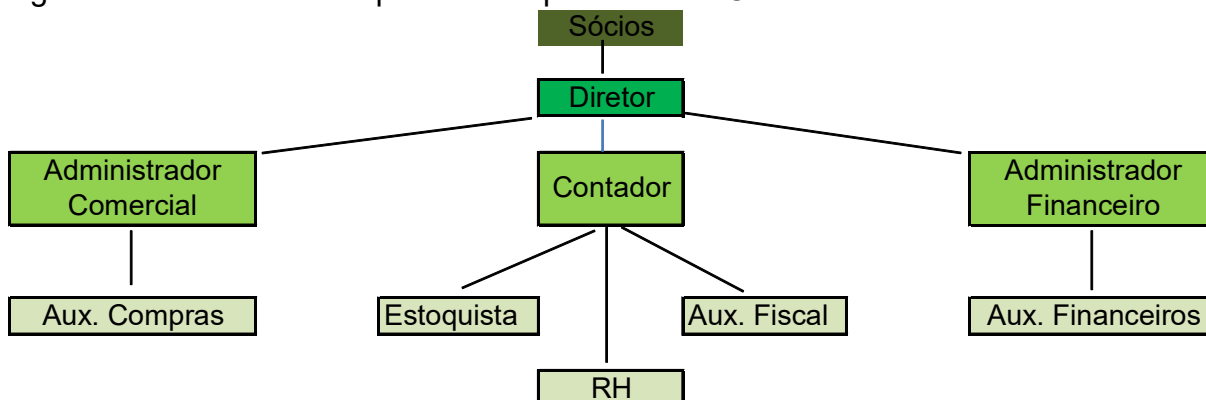 Sócios
Diretor
Administrador
Comercial
Contador
Administrador
Financeiro
Aux. Compras
Estoquista
Aux. Fiscal
Aux. Financeiros
RH